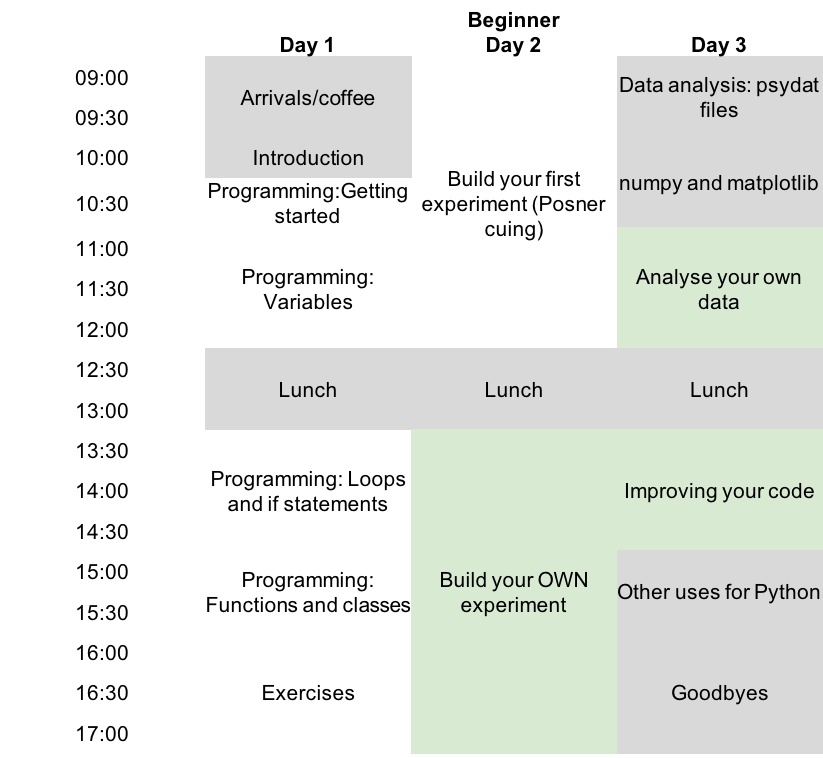 Beginner
Day 1 Day 2 Day 3
09:00
Arrivals/coffee
Data analysis: psydat
files
09:30
10:00 Introduction
Programming:Getting
started
Build your first
experiment (Posner
cuing)
numpy and matplotlib
10:30
11:00
Programming:
Variables
Analyse your own
data
11:30
12:00
12:30
Lunch Lunch Lunch
13:00
13:30
Programming: Loops
and if statements
Improving your code
14:00
14:30
15:00
Programming:
Functions and classes
Build your OWN
experiment
Other uses for Python
15:30
16:00
16:30 Exercises Goodbyes
17:00